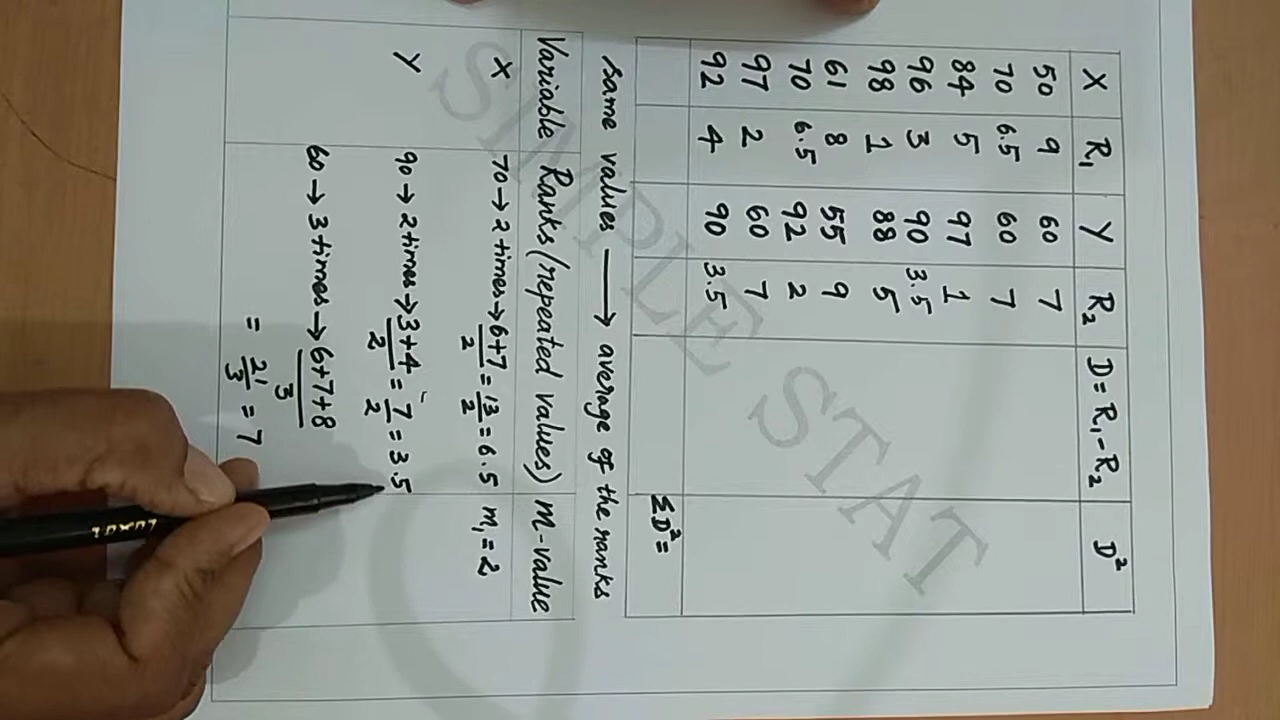 X R₁ Y R₂ D=R₁-R₂ D²
50 9 60 7
70 6.5 60 7
84 5 97 1
96 3 90 3.5
98 1 88 5
61 8 55 9
70 6.5 92 2
97 2 60 7
92 4 90 3.5
ΣD²=
same values → average of the ranks
Variable Ranks (repeated values) m-value
X 70→2 times→6+7/2=13/2=6.5 m₁=2
Y 90→2times→3+4/2=7/2=3.5
60→3times→6+7+8/3
=21/3=7
SIMPLE STAT
LUXOR